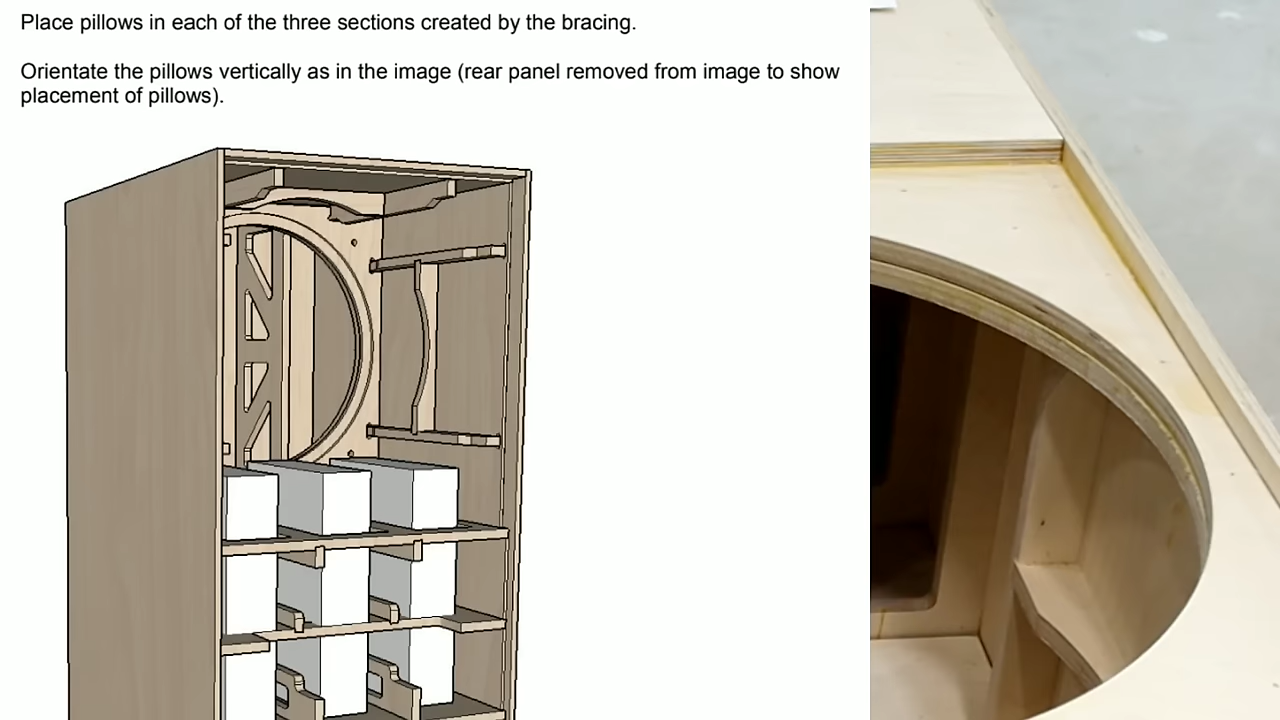 Place pillows in each of the three sections created by the bracing.
Orientate the pillows vertically as in the image (rear panel removed from image to show
placement of pillows).